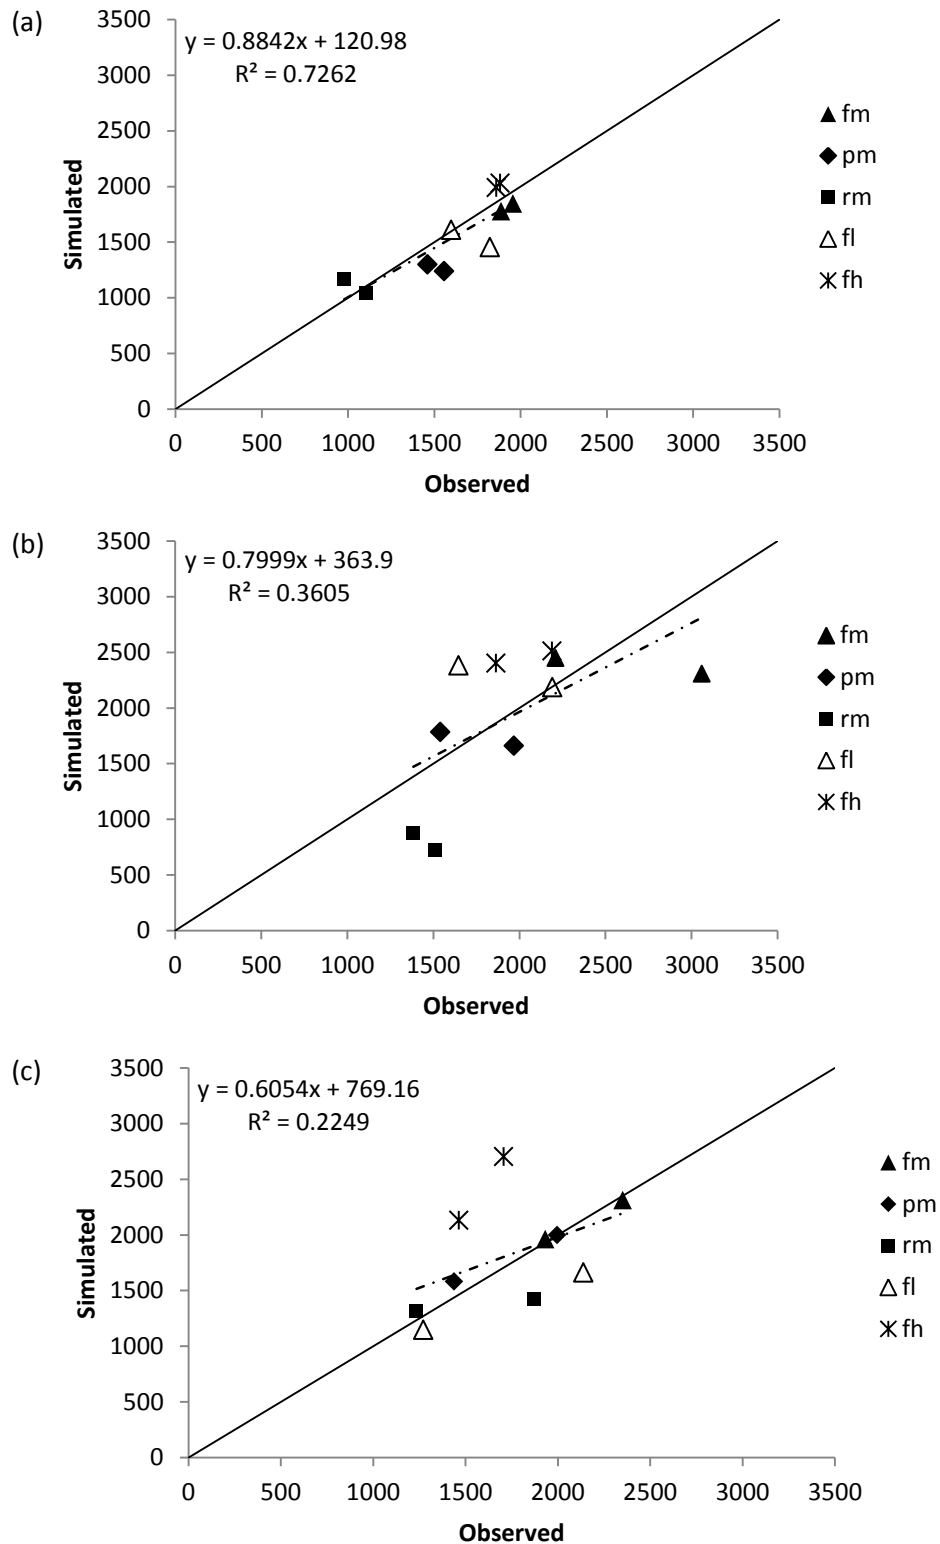 (a)
y = 0.8842x + 120.98
R² = 0.7262
3500
3000
2500
2000
1500
1000
500
0
Simulated
0 500 1000 1500 2000 2500 3000 3500
Observed
fm
pm
rm
fl
fh
(b)
y = 0.7999x + 363.9
R² = 0.3605
3500
3000
2500
2000
1500
1000
500
0
Simulated
0 500 1000 1500 2000 2500 3000 3500
Observed
fm
pm
rm
fl
fh
(c)
y = 0.6054x + 769.16
R² = 0.2249
3500
3000
2500
2000
1500
1000
500
0
Simulated
0 500 1000 1500 2000 2500 3000 3500
Observed
fm
pm
rm
fl
fh